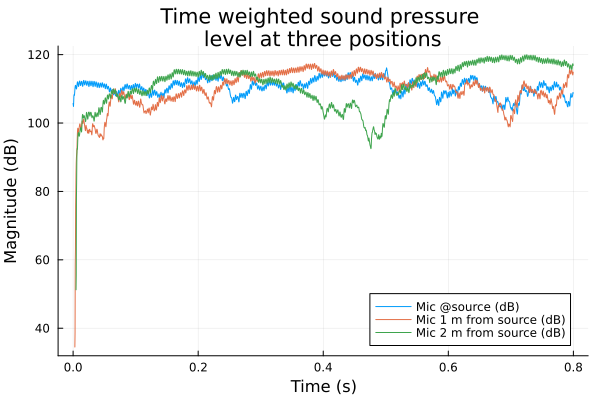 Time weighted sound pressure
level at three positions
120
100
80
60
40
Magnitude (dB)
Mic @source (dB)
Mic 1 m from source (dB)
Mic 2 m from source (dB)
0.0 0.2 0.4 0.6 0.8
Time (s)